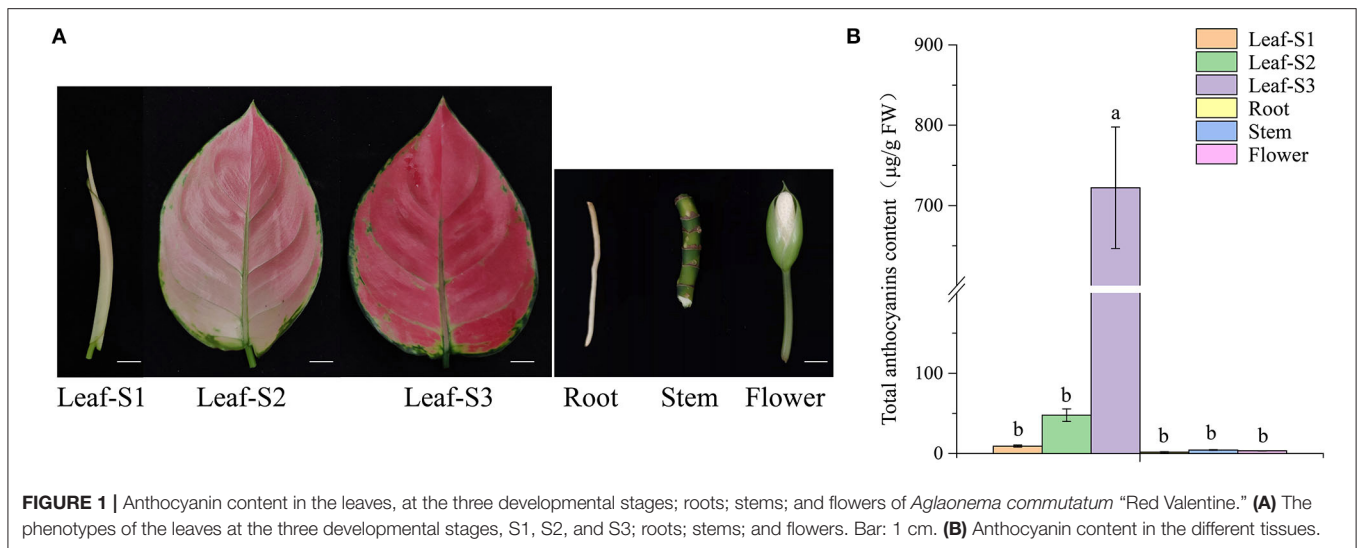 A
Leaf-S1
Leaf-S2
Leaf-S3
Root
Stem
Flower
B
Total anthocyanins content（μg/g FW）
900
800
700
100
0
b
b
a
b
b
b
Leaf-S1
Leaf-S2
Leaf-S3
Root
Stem
Flower
FIGURE 1 | Anthocyanin content in the leaves, at the three developmental stages; roots; stems; and flowers of Aglaonema commutatum “Red Valentine.” (A) The
phenotypes of the leaves at the three developmental stages, S1, S2, and S3; roots; stems; and flowers. Bar: 1 cm. (B) Anthocyanin content in the different tissues.